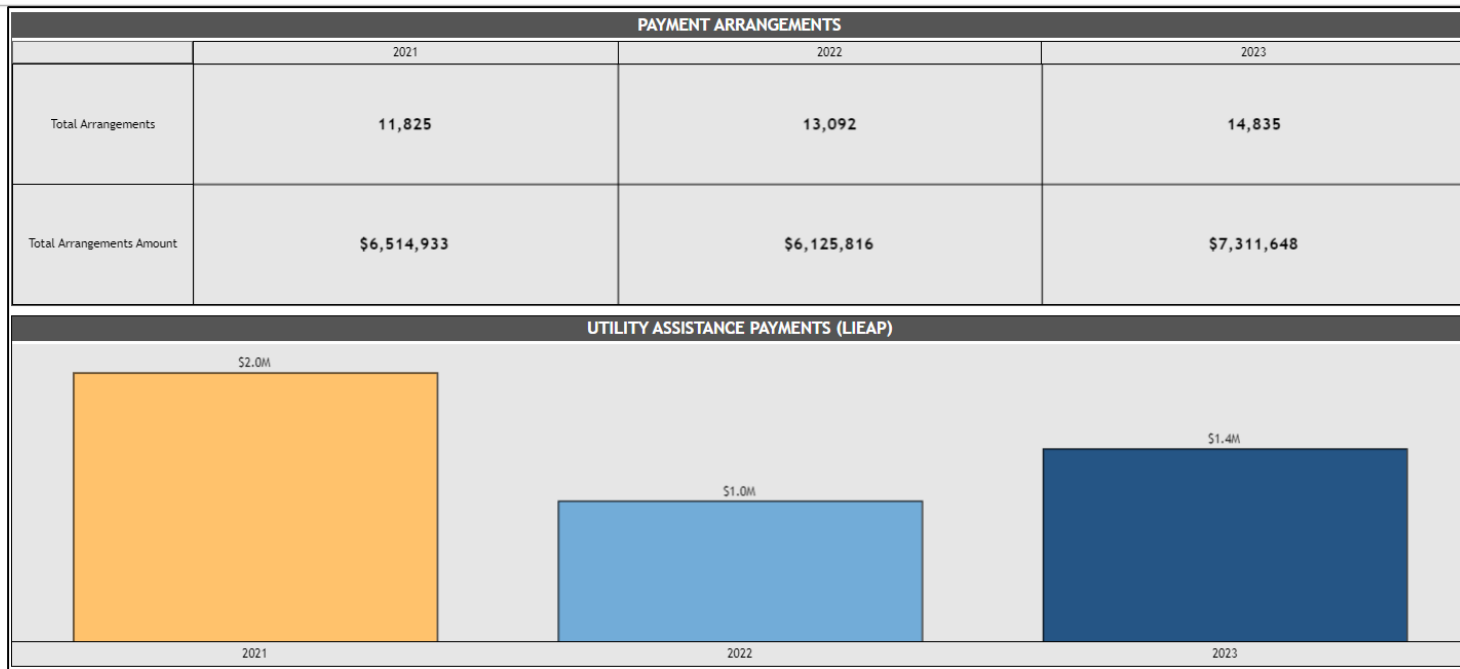 PAYMENT ARRANGEMENTS
2021 2022 2023
Total Arrangements 11,825 13,092 14,835
Total Arrangements Amount $6,514,933 $6,125,816 $7,311,648
UTILITY ASSISTANCE PAYMENTS (LIEAP)
$2.0M
$1.4M
$1.0M
2021 2022 2023